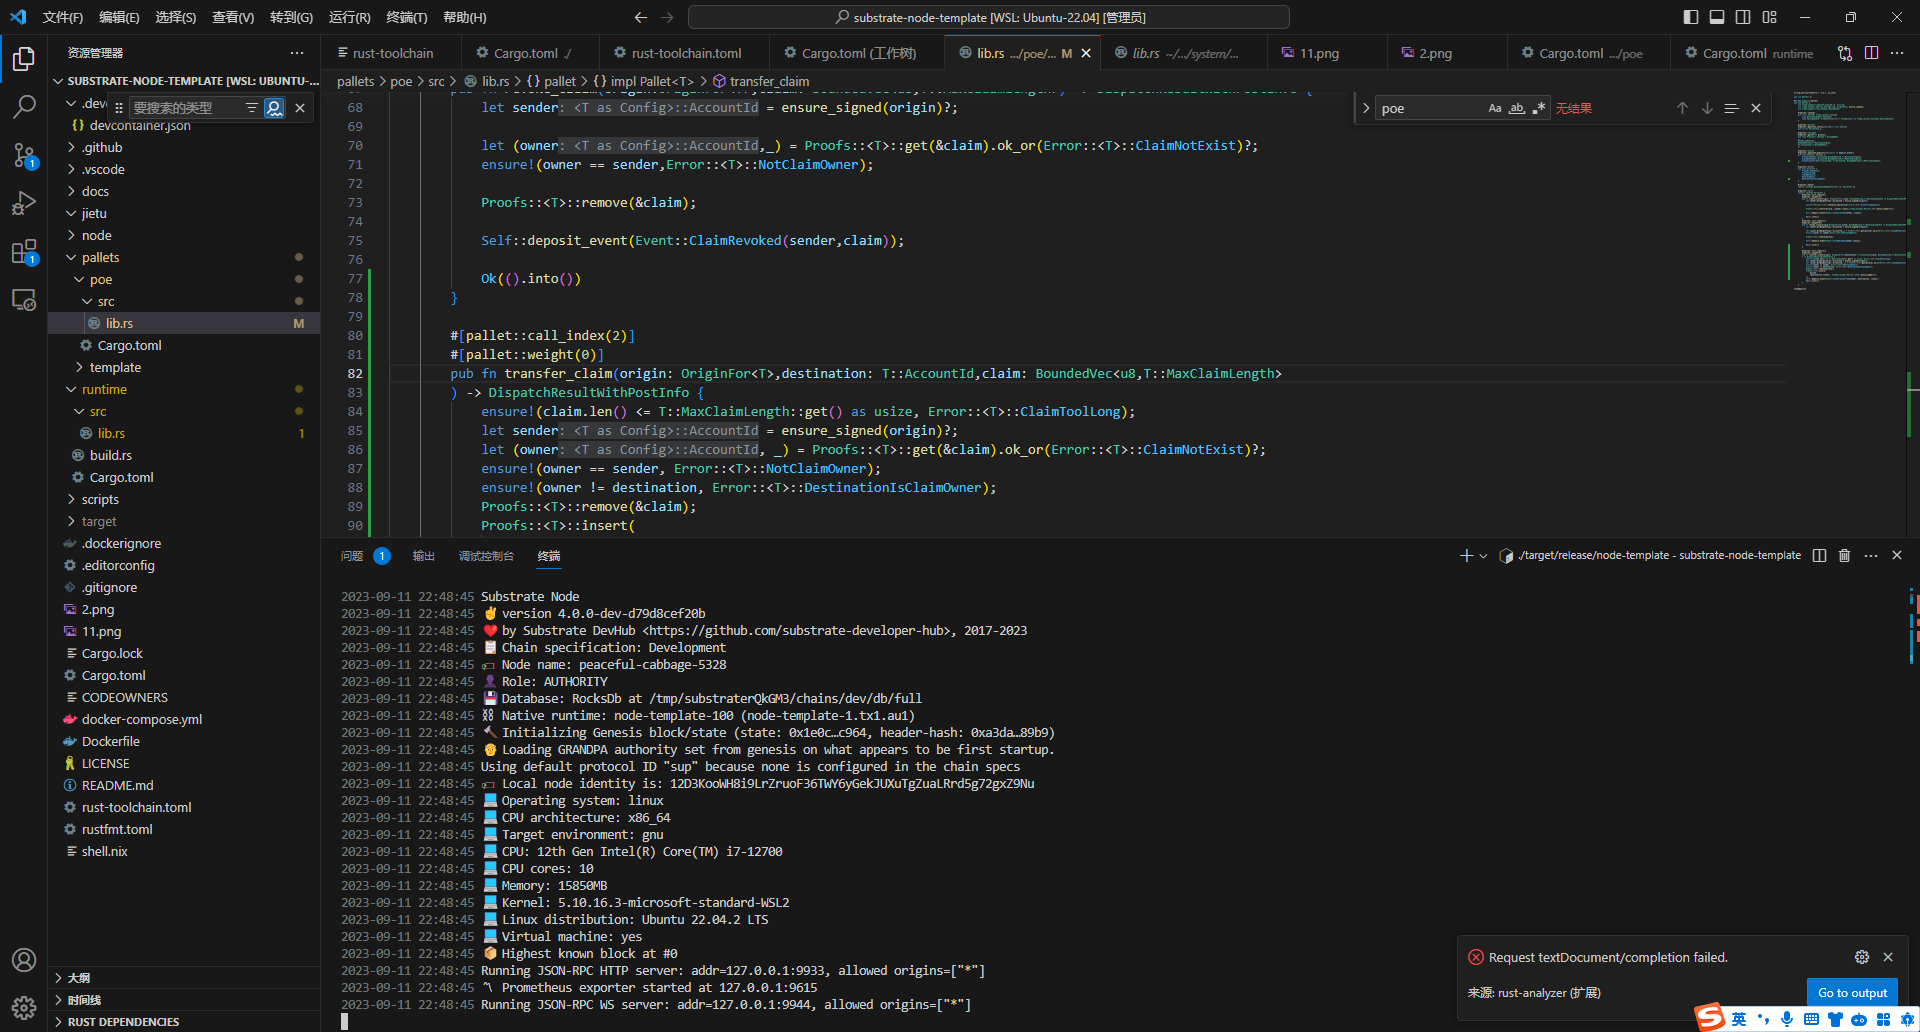 文件(F) 编辑(E) 选择(S) 查看(V) 转到(G) 运行(R) 终端(T) 帮助(H)
substrate-node-template [WSL: Ubuntu-22.04] [管理员]
资源管理器
SUBSTRATE-NODE-TEMPLATE [WSL: UBUNTU-...
.dev
要搜索的类型
devcontainer.json
.github
.vscode
docs
jietu
node
pallets
poe
src
lib.rs M
Cargo.toml
template
runtime
src
lib.rs 1
build.rs
Cargo.toml
scripts
target
.dockerignore
.editorconfig
.gitignore
2.png
11.png
Cargo.lock
Cargo.toml
CODEOWNERS
docker-compose.yml
Dockerfile
LICENSE
README.md
rust-toolchain.toml
rustfmt.toml
shell.nix
大纲
时间线
RUST DEPENDENCIES
rust-toolchain Cargo.toml ./ rust-toolchain.toml Cargo.toml (工作树) lib.rs .../poe/... M lib.rs ~/.../system/... 11.png 2.png Cargo.toml .../poe Cargo.toml runtime
pallets > poe > src > lib.rs > {} pallet > {} impl Pallet<T> > transfer_claim
poe Aa ab .* 无结果
68 let sender: <T as Config>::AccountId = ensure_signed(origin)?;
69
70 let (owner: <T as Config>::AccountId,_) = Proofs::<T>::get(&claim).ok_or(Error::<T>::ClaimNotExist)?;
71 ensure!(owner == sender,Error::<T>::NotClaimOwner);
72
73 Proofs::<T>::remove(&claim);
74
75 Self::deposit_event(Event::ClaimRevoked(sender,claim));
76
77 Ok(().into())
78 }
79
80 #[pallet::call_index(2)]
81 #[pallet::weight(0)]
82 pub fn transfer_claim(origin: OriginFor<T>,destination: T::AccountId,claim: BoundedVec<u8,T::MaxClaimLength>
83 ) -> DispatchResultWithPostInfo {
84 ensure!(claim.len() <= T::MaxClaimLength::get() as usize, Error::<T>::ClaimToolLong);
85 let sender: <T as Config>::AccountId = ensure_signed(origin)?;
86 let (owner: <T as Config>::AccountId, _) = Proofs::<T>::get(&claim).ok_or(Error::<T>::ClaimNotExist)?;
87 ensure!(owner == sender, Error::<T>::NotClaimOwner);
88 ensure!(owner != destination, Error::<T>::DestinationIsClaimOwner);
89 Proofs::<T>::remove(&claim);
90 Proofs::<T>::insert(
问题 1 输出 调试控制台 终端
./target/release/node-template - substrate-node-template
2023-09-11 22:48:45 Substrate Node
2023-09-11 22:48:45 ✌️ version 4.0.0-dev-d79d8cef20b
2023-09-11 22:48:45 ❤️ by Substrate DevHub <https://github.com/substrate-developer-hub>, 2017-2023
2023-09-11 22:48:45 📋 Chain specification: Development
2023-09-11 22:48:45 🏷 Node name: peaceful-cabbage-5328
2023-09-11 22:48:45 👤 Role: AUTHORITY
2023-09-11 22:48:45 💾 Database: RocksDb at /tmp/substraterQkGM3/chains/dev/db/full
2023-09-11 22:48:45 ⛓ Native runtime: node-template-100 (node-template-1.tx1.au1)
2023-09-11 22:48:45 🔨 Initializing Genesis block/state (state: 0x1e0c…c964, header-hash: 0xa3da…89b9)
2023-09-11 22:48:45 👴 Loading GRANDPA authority set from genesis on what appears to be first startup.
2023-09-11 22:48:45 Using default protocol ID "sup" because none is configured in the chain specs
2023-09-11 22:48:45 🏷 Local node identity is: 12D3KooWH8i9LrZruoF36TWY6yGekJUXuTgZuaLRrd5g72gxZ9Nu
2023-09-11 22:48:45 💻 Operating system: linux
2023-09-11 22:48:45 💻 CPU architecture: x86_64
2023-09-11 22:48:45 💻 Target environment: gnu
2023-09-11 22:48:45 💻 CPU: 12th Gen Intel(R) Core(TM) i7-12700
2023-09-11 22:48:45 💻 CPU cores: 10
2023-09-11 22:48:45 💻 Memory: 15850MB
2023-09-11 22:48:45 💻 Kernel: 5.10.16.3-microsoft-standard-WSL2
2023-09-11 22:48:45 💻 Linux distribution: Ubuntu 22.04.2 LTS
2023-09-11 22:48:45 💻 Virtual machine: yes
2023-09-11 22:48:45 📦 Highest known block at #0
2023-09-11 22:48:45 Running JSON-RPC HTTP server: addr=127.0.0.1:9933, allowed origins=["*"]
2023-09-11 22:48:45 〽️ Prometheus exporter started at 127.0.0.1:9615
2023-09-11 22:48:45 Running JSON-RPC WS server: addr=127.0.0.1:9944, allowed origins=["*"]
Request textDocument/completion failed.
来源: rust-analyzer (扩展)
Go to output
英